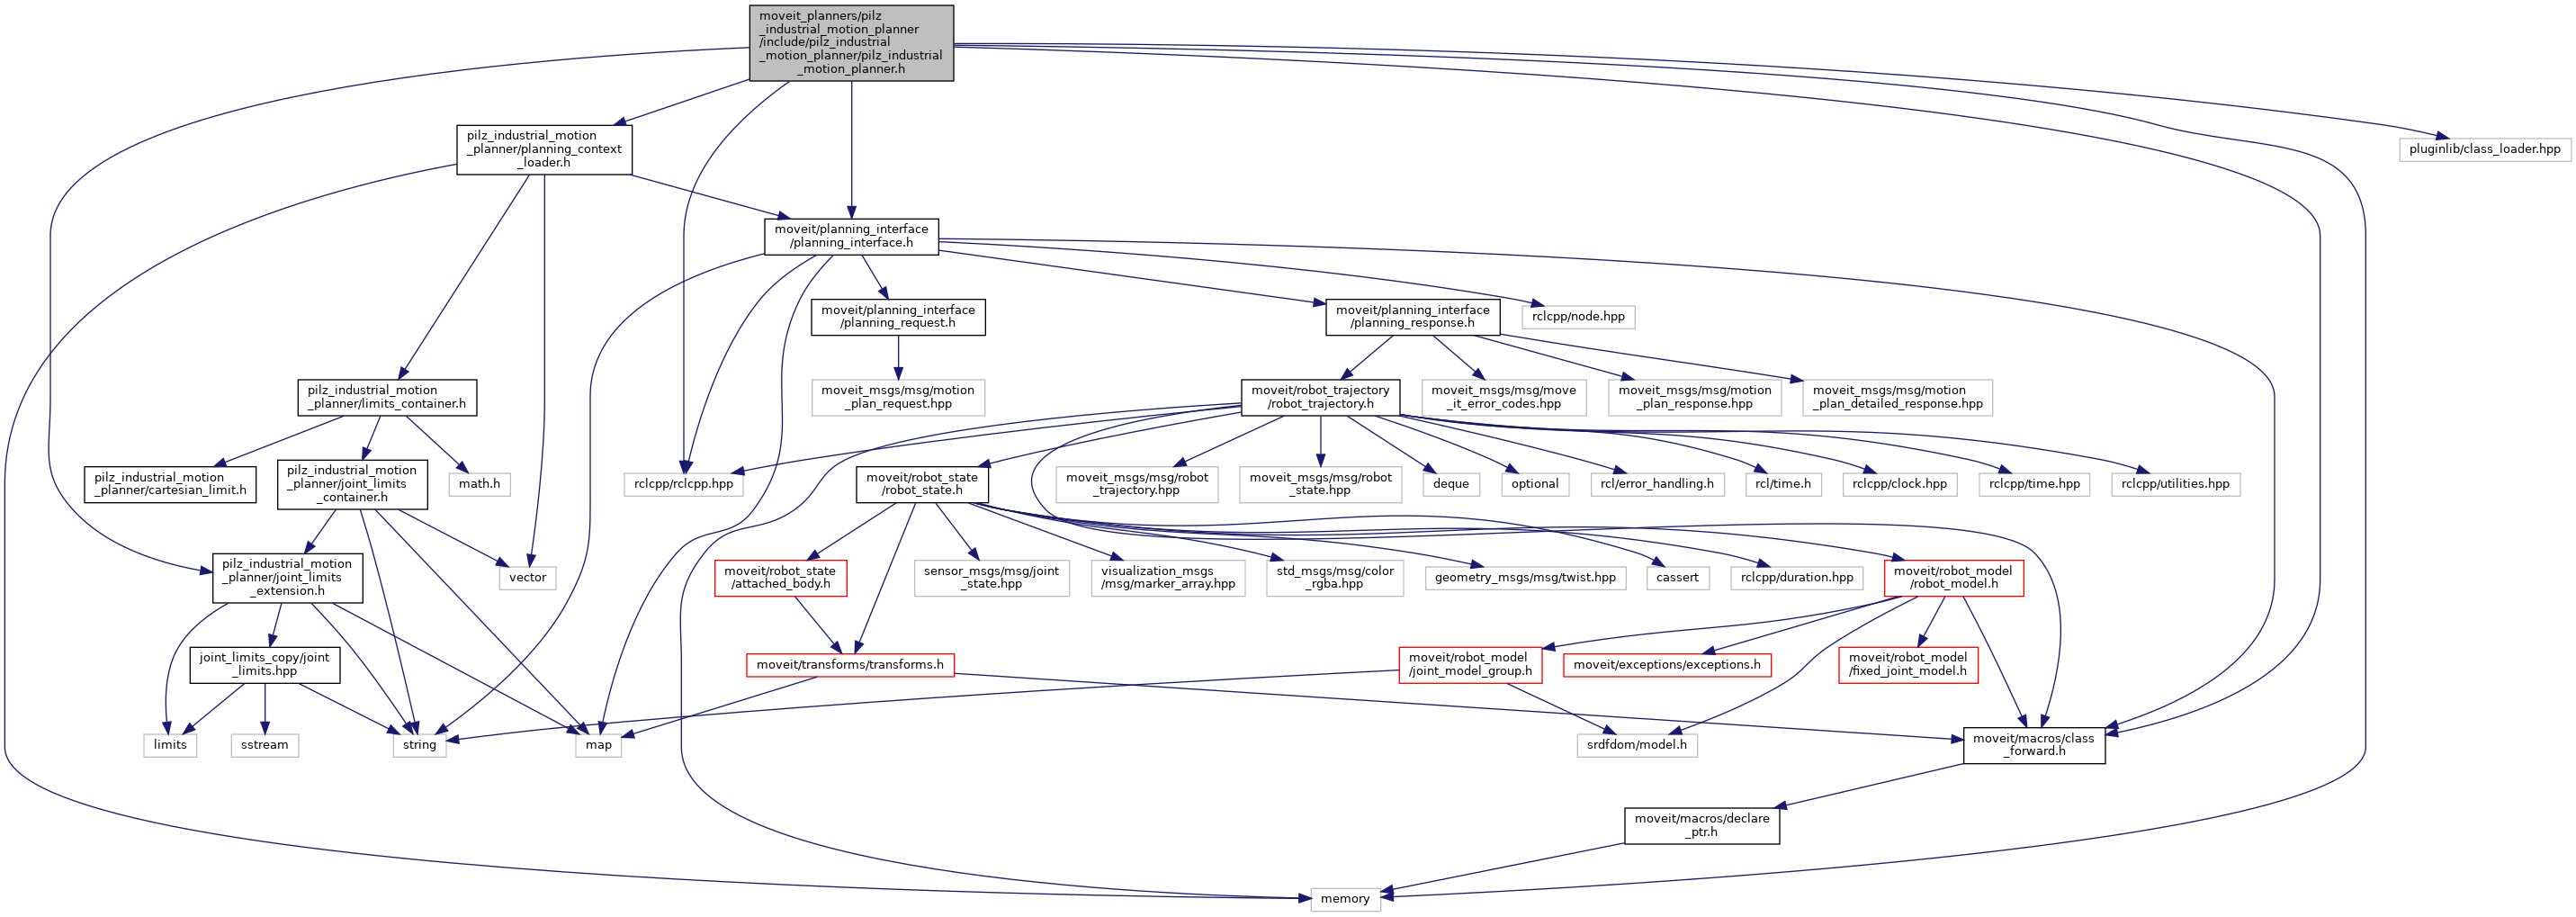 moveit_planners/pilz
_industrial_motion_planner
/include/pilz_industrial
_motion_planner/pilz_industrial
_motion_planner.h
pilz_industrial_motion
_planner/planning_context
_loader.h
pluginlib/class_loader.hpp
moveit/planning_interface
/planning_interface.h
moveit/planning_interface
/planning_request.h
moveit/planning_interface
/planning_response.h
rclcpp/node.hpp
pilz_industrial_motion
_planner/limits_container.h
moveit_msgs/msg/motion
_plan_request.hpp
moveit/robot_trajectory
/robot_trajectory.h
moveit_msgs/msg/move
_it_error_codes.hpp
moveit_msgs/msg/motion
_plan_response.hpp
moveit_msgs/msg/motion
_plan_detailed_response.hpp
pilz_industrial_motion
_planner/cartesian_limit.h
pilz_industrial_motion
_planner/joint_limits
_container.h
math.h
rclcpp/rclcpp.hpp
moveit/robot_state
/robot_state.h
moveit_msgs/msg/robot
_trajectory.hpp
moveit_msgs/msg/robot
_state.hpp
deque
optional
rcl/error_handling.h
rcl/time.h
rclcpp/clock.hpp
rclcpp/time.hpp
rclcpp/utilities.hpp
pilz_industrial_motion
_planner/joint_limits
_extension.h
vector
moveit/robot_state
/attached_body.h
sensor_msgs/msg/joint
_state.hpp
visualization_msgs
/msg/marker_array.hpp
std_msgs/msg/color
_rgba.hpp
geometry_msgs/msg/twist.hpp
cassert
rclcpp/duration.hpp
moveit/robot_model
/robot_model.h
joint_limits_copy/joint
_limits.hpp
moveit/transforms/transforms.h
moveit/robot_model
/joint_model_group.h
moveit/exceptions/exceptions.h
moveit/robot_model
/fixed_joint_model.h
limits
sstream
string
map
srdfdom/model.h
moveit/macros/class
_forward.h
moveit/macros/declare
_ptr.h
memory